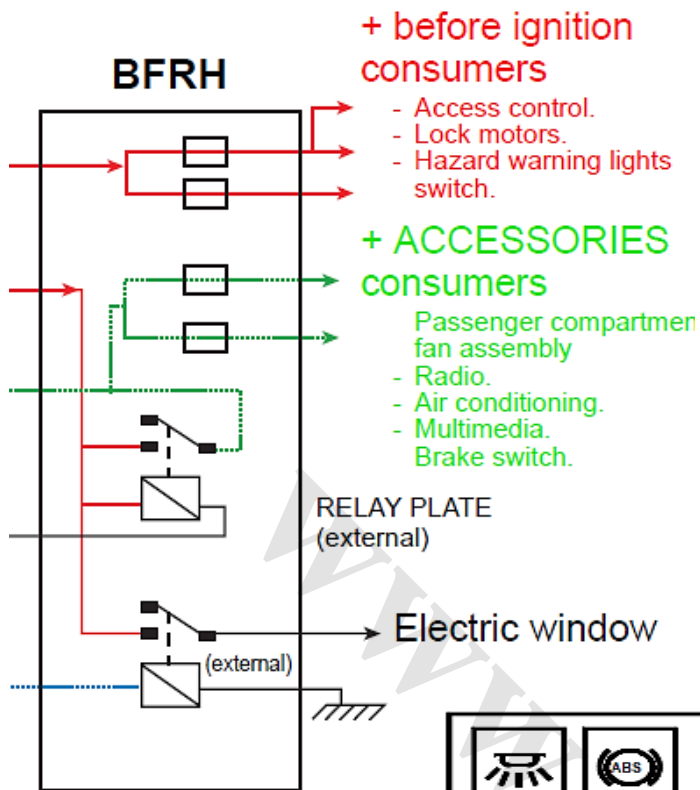 BFRH
+ before ignition
consumers
- Access control.
- Lock motors.
- Hazard warning lights
switch.
+ ACCESSORIES
consumers
Passenger compartmen
fan assembly
- Radio.
- Air conditioning.
- Multimedia.
Brake switch.
RELAY PLATE
(external)
Electric window
(external)
ABS
www